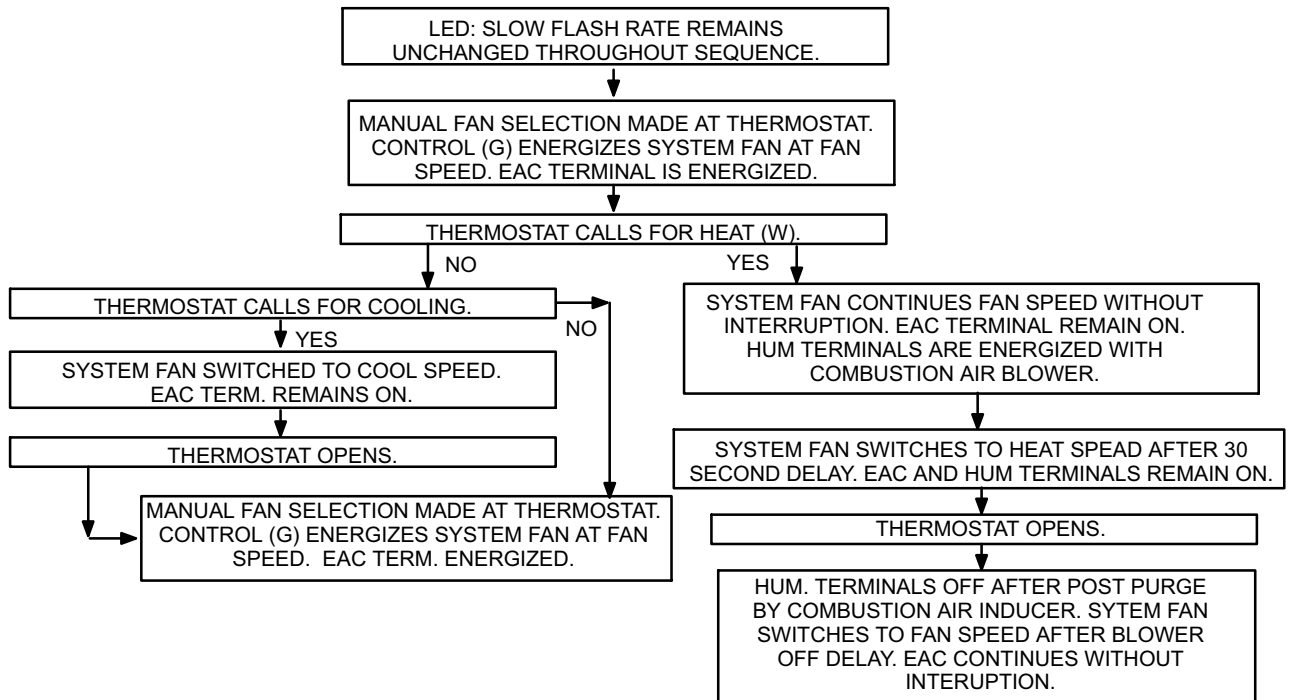 LED: SLOW FLASH RATE REMAINS
UNCHANGED THROUGHOUT SEQUENCE.
MANUAL FAN SELECTION MADE AT THERMOSTAT.
CONTROL (G) ENERGIZES SYSTEM FAN AT FAN
SPEED. EAC TERMINAL IS ENERGIZED.
THERMOSTAT CALLS FOR HEAT (W).
NO
YES
THERMOSTAT CALLS FOR COOLING.
NO
YES
SYSTEM FAN SWITCHED TO COOL SPEED.
EAC TERM. REMAINS ON.
THERMOSTAT OPENS.
MANUAL FAN SELECTION MADE AT THERMOSTAT.
CONTROL (G) ENERGIZES SYSTEM FAN AT FAN
SPEED. EAC TERM. ENERGIZED.
SYSTEM FAN CONTINUES FAN SPEED WITHOUT
INTERRUPTION. EAC TERMINAL REMAIN ON.
HUM TERMINALS ARE ENERGIZED WITH
COMBUSTION AIR BLOWER.
SYSTEM FAN SWITCHES TO HEAT SPEAD AFTER 30
SECOND DELAY. EAC AND HUM TERMINALS REMAIN ON.
THERMOSTAT OPENS.
HUM. TERMINALS OFF AFTER POST PURGE
BY COMBUSTION AIR INDUCER. SYTEM FAN
SWITCHES TO FAN SPEED AFTER BLOWER
OFF DELAY. EAC CONTINUES WITHOUT
INTERUPTION.